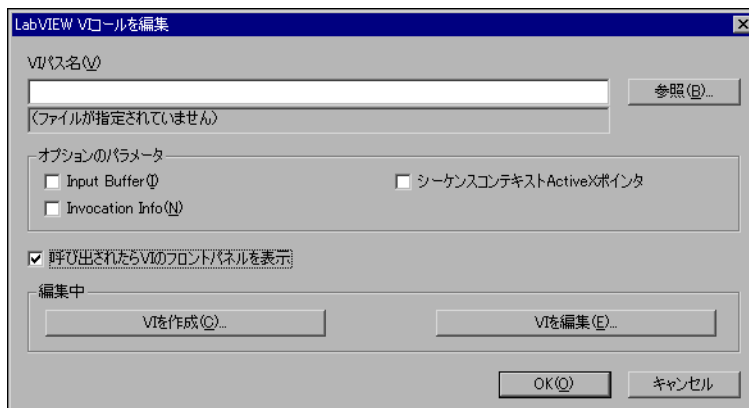 LabVIEW VIコールを編集
VIパス名(V)
参照(B)...
(ファイルが指定されていません)
オプションのパラメータ
Input Buffer(I)
シーケンスコンテキストActiveXポインタ
Invocation Info(N)
呼び出されたらVIのフロントパネルを表示
編集中
VIを作成(C)...
VIを編集(E)...
OK(O)
キャンセル